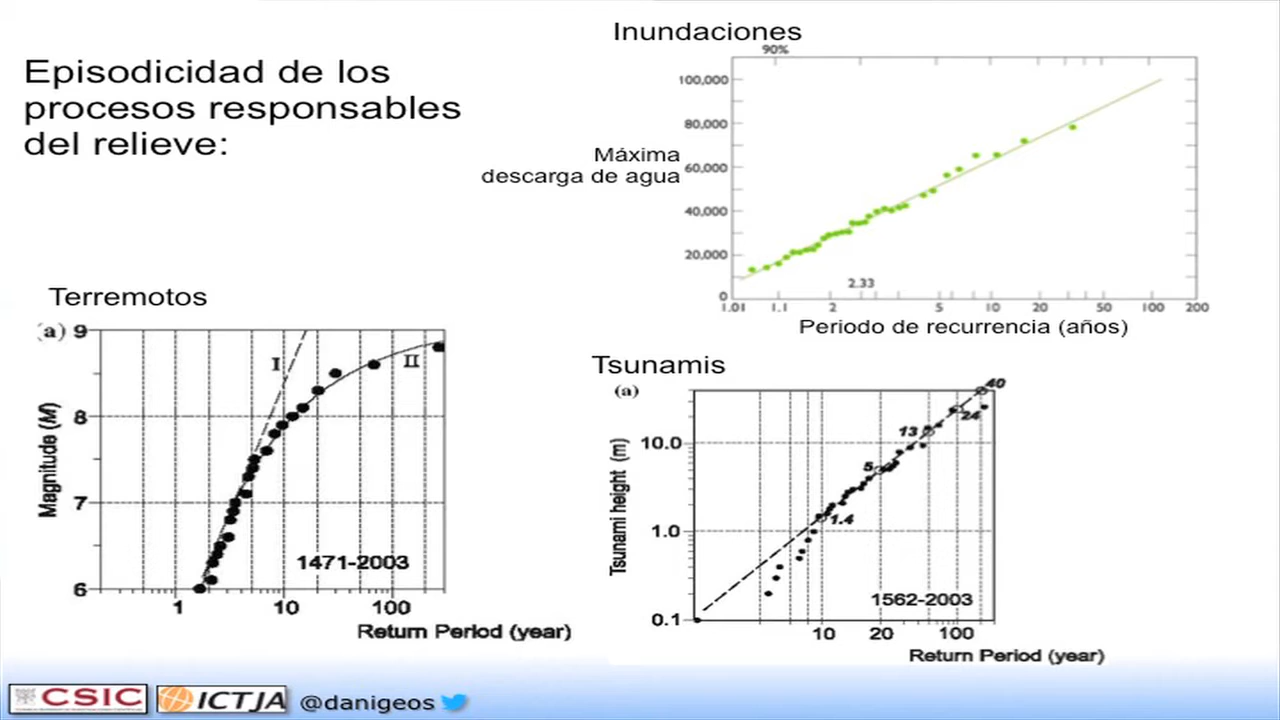 Episodicidad de los
procesos responsables
del relieve:
Inundaciones
90%
100,000
80,000
60,000
40,000
20,000
0
Máxima
descarga de agua
2.33
1.01 1.1 2 5 10 20 50 100 200
Periodo de recurrencia (años)
Terremotos
(a)
9
8
7
6
Magnitude (M)
I
II
1471-2003
1 10 100
Return Period (year)
Tsunamis
(a)
10.0
1.0
0.1
Tsunami height (m)
40
24
13
5
1.4
1562-2003
10 20 100
Return Period (year)
CSIC
ICTJA
@danigeos